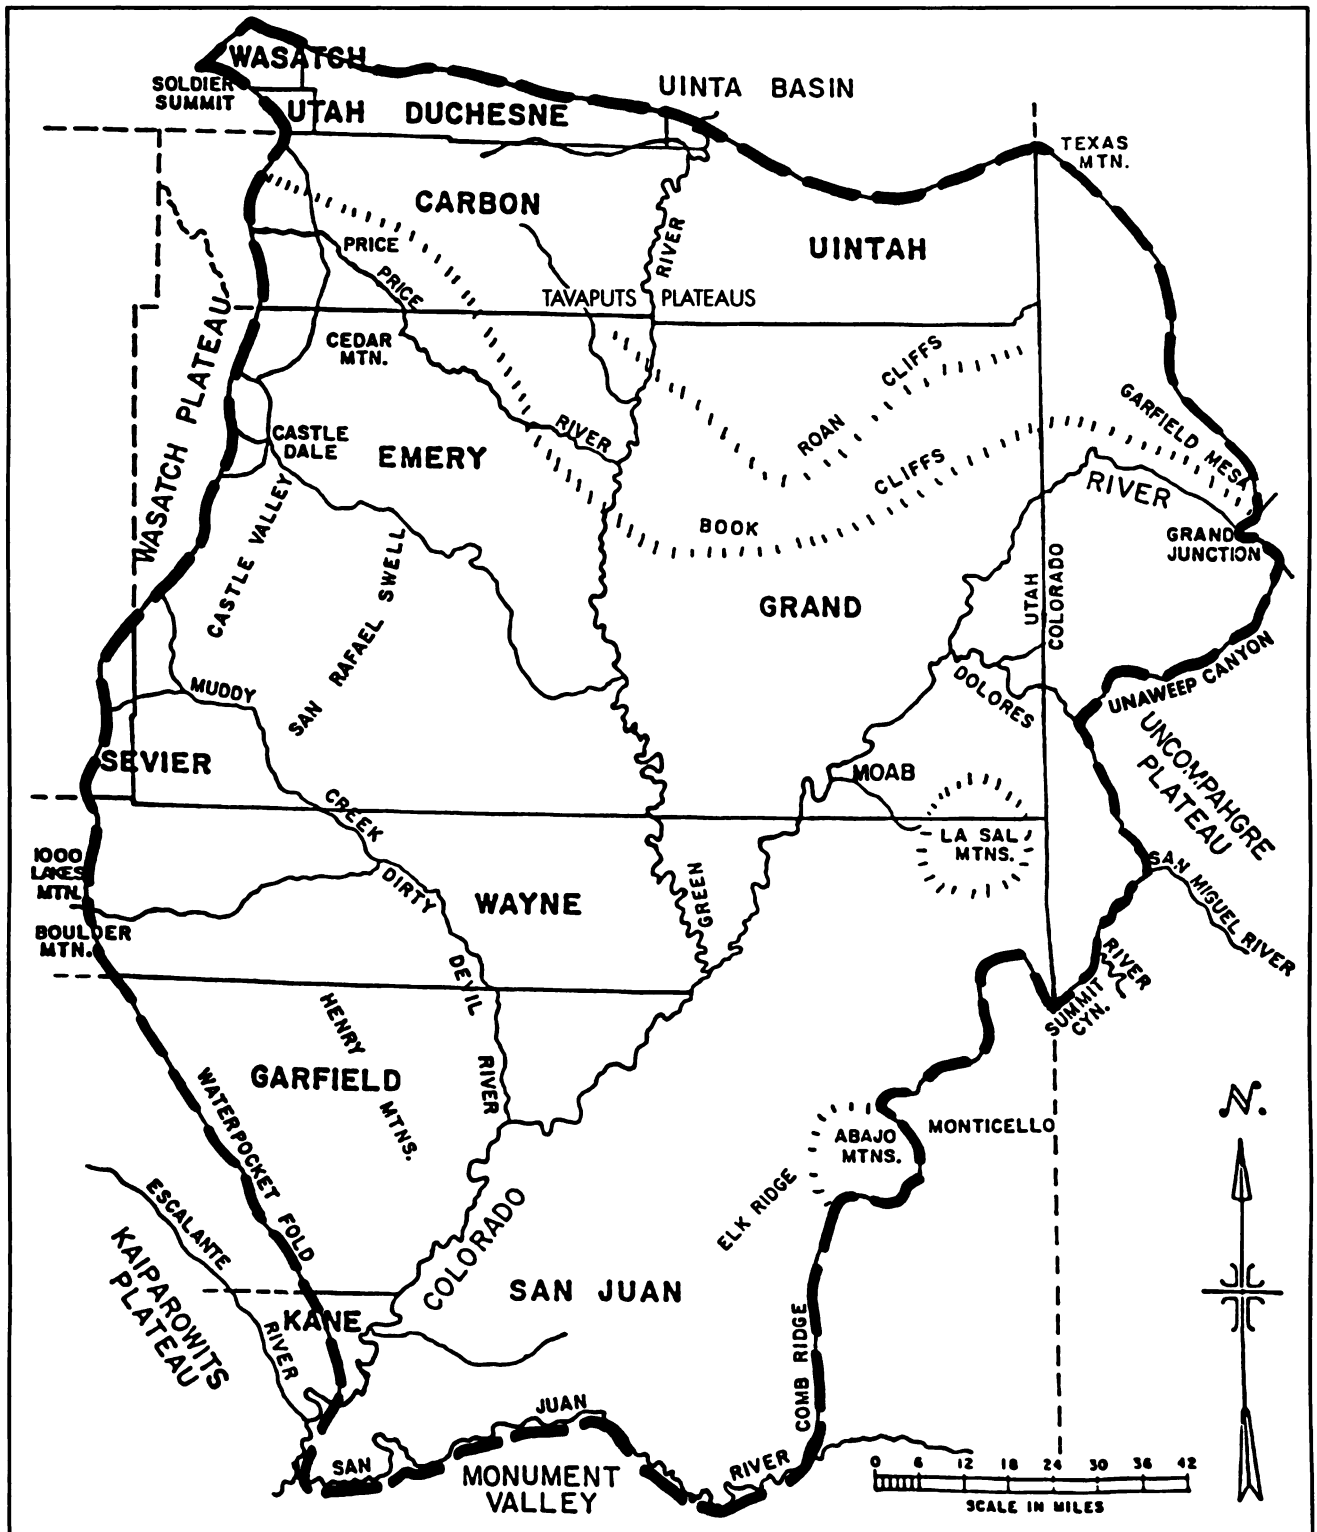 WASATCH
SOLDIER
SUMMIT
UTAH
DUCHESNE
UINTA BASIN
TEXAS
MTN.
CARBON
PRICE
PRICE
RIVER
UINTAH
TAVAPUTS PLATEAUS
WASATCH PLATEAU
CEDAR
MTN.
CLIFFS
ROAN
GARFIELD MESA
CASTLE
DALE
EMERY
RIVER
CLIFFS
BOOK
RIVER
GRAND
JUNCTION
CASTLE VALLEY
SAN RAFAEL SWELL
GRAND
UTAH
COLORADO
MUDDY
DOLORES
UNAWEEP CANYON
UNCOMPAHGRE
PLATEAU
SEVIER
MOAB
CREEK
LA SAL
MTNS.
1000
LAKES
MTN.
DIRTY
WAYNE
GREEN
SAN MIGUEL RIVER
BOULDER
MTN.
DEVIL
RIVER
SUMMIT
CYN.
HENRY
MTNS.
GARFIELD
RIVER
WATERPOCKET FOLD
ABAJO
MTNS.
MONTICELLO
N.
ESCALANTE
RIVER
KAIPAROWITS
PLATEAU
ELK RIDGE
COLORADO
SAN JUAN
KANE
COMB RIDGE
JUAN
SAN
MONUMENT
VALLEY
RIVER
0 6 12 18 24 30 36 42
SCALE IN MILES